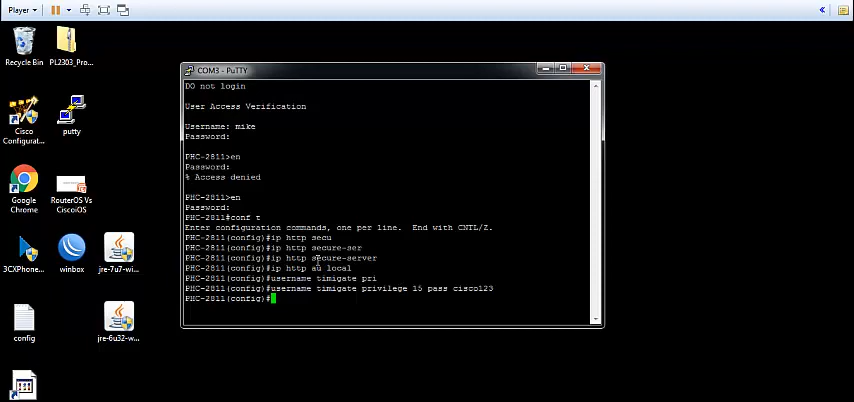 Player
Recycle Bin
PL2303_Pro...
Cisco
Configurat...
putty
Google
Chrome
RouterOS Vs
CiscoiOS
3CXPhone...
winbox
jre-7u7-w...
config
jre-6u32-w...
COM3 - PuTTY
DO not login
User Access Verification
Username: mike
Password:
PHC-2811>en
Password:
% Access denied
PHC-2811>en
Password:
PHC-2811#conf t
Enter configuration commands, one per line.  End with CNTL/Z.
PHC-2811(config)#ip http secu
PHC-2811(config)#ip http secure-ser
PHC-2811(config)#ip http secure-server
PHC-2811(config)#ip http au local
PHC-2811(config)#username timigate pri
PHC-2811(config)#username timigate privilege 15 pass cisco123
PHC-2811(config)#